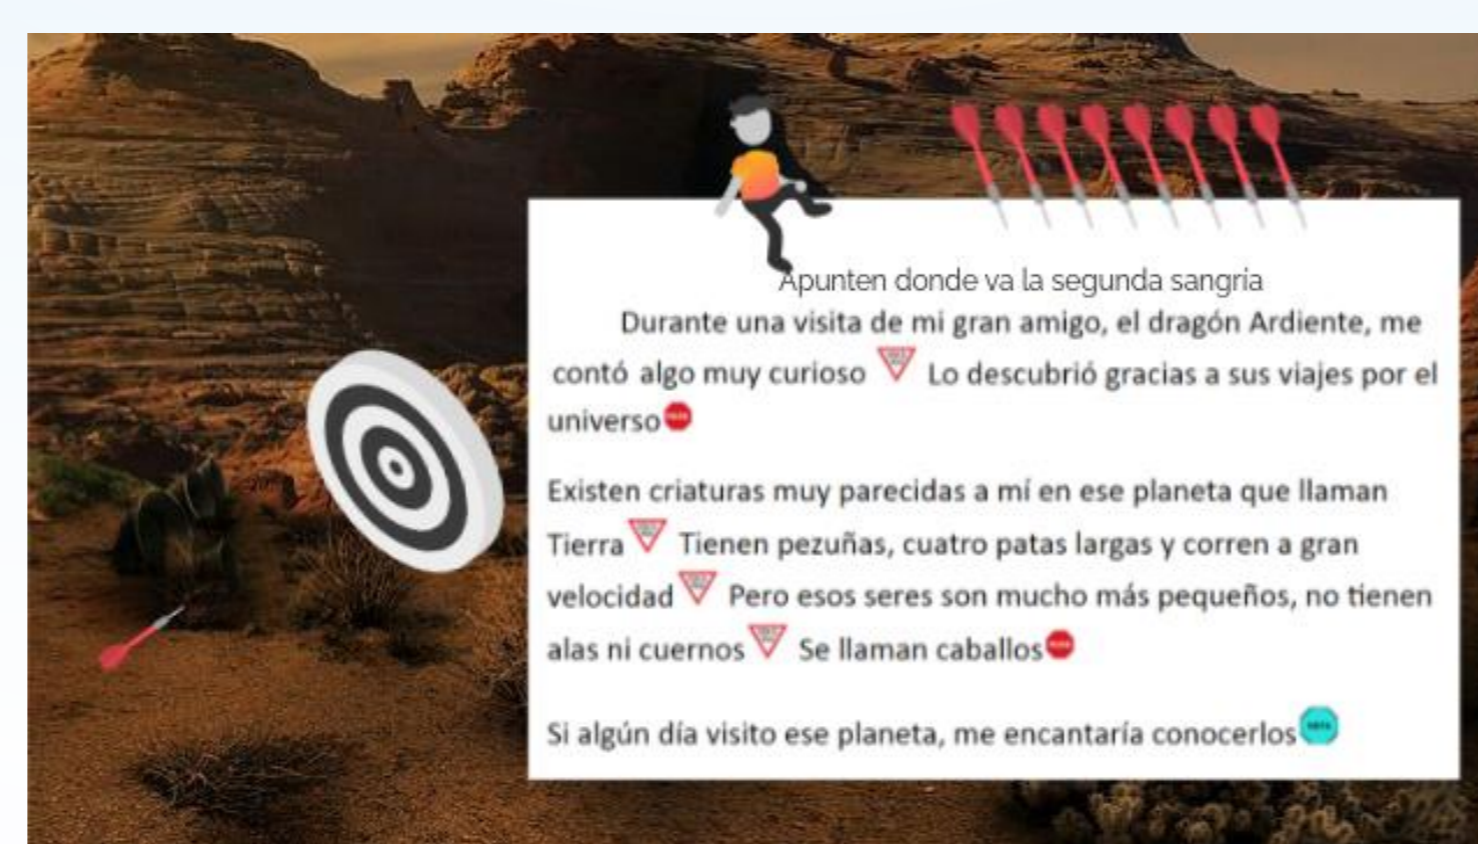 Apunten donde va la segunda sangría
Durante una visita de mi gran amigo, el dragón Ardiente, me
contó algo muy curioso Lo descubrió gracias a sus viajes por el
universo
Existen criaturas muy parecidas a mí en ese planeta que llaman
Tierra Tienen pezuñas, cuatro patas largas y corren a gran
velocidad Pero esos seres son mucho más pequeños, no tienen
alas ni cuernos Se llaman caballos
Si algún día visito ese planeta, me encantaría conocerlos